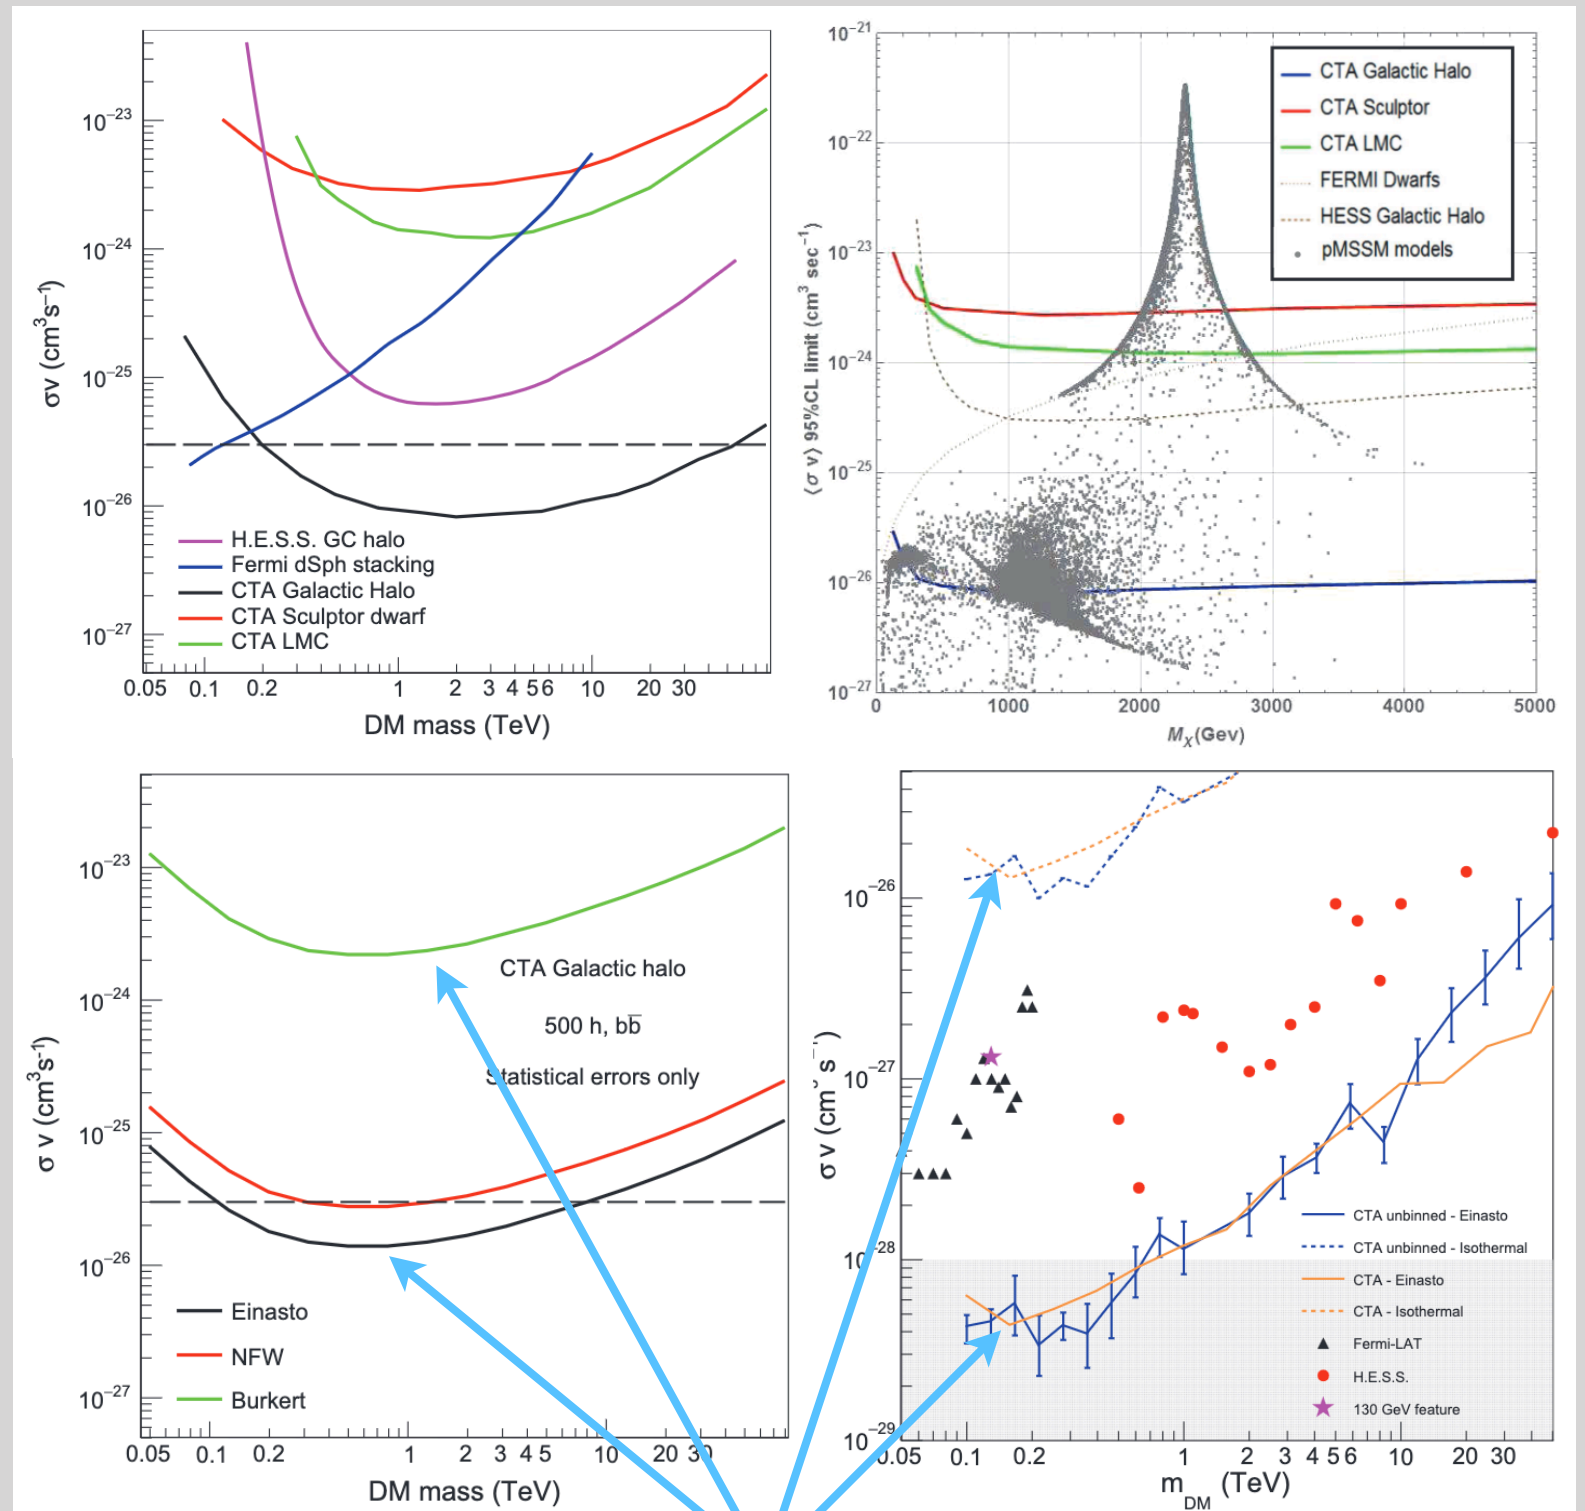 10⁻²³
10⁻²⁴
10⁻²⁵
10⁻²⁶
10⁻²⁷
σv (cm³s⁻¹)
H.E.S.S. GC halo
Fermi dSph stacking
CTA Galactic Halo
CTA Sculptor dwarf
CTA LMC
0.05 0.1 0.2 1 2 3 4 5 6 10 20 30
DM mass (TeV)
10⁻²¹
10⁻²²
10⁻²³
10⁻²⁴
10⁻²⁵
10⁻²⁶
10⁻²⁷
⟨σ v⟩ 95%CL limit (cm³ sec⁻¹)
CTA Galactic Halo
CTA Sculptor
CTA LMC
FERMI Dwarfs
HESS Galactic Halo
pMSSM models
0 1000 2000 3000 4000 5000
Mχ(Gev)
10⁻²³
10⁻²⁴
10⁻²⁵
10⁻²⁶
10⁻²⁷
σ v (cm³s⁻¹)
CTA Galactic halo
500 h, bb̅
Statistical errors only
Einasto
NFW
Burkert
0.05 0.1 0.2 1 2 3 4 5 10 20 30
DM mass (TeV)
10⁻²⁶
10⁻²⁷
10⁻²⁸
10⁻²⁹
σ v (cm³ s⁻¹)
CTA unbinned - Einasto
CTA unbinned - Isothermal
CTA - Einasto
CTA - Isothermal
Fermi-LAT
H.E.S.S.
130 GeV feature
0.05 0.1 0.2 1 2 3 4 5 6 10 20 30
m_DM (TeV)